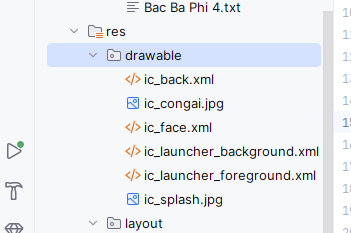 Bac Ba Phi 4.txt
res
drawable
ic_back.xml
ic_congai.jpg
ic_face.xml
ic_launcher_background.xml
ic_launcher_foreground.xml
ic_splash.jpg
layout